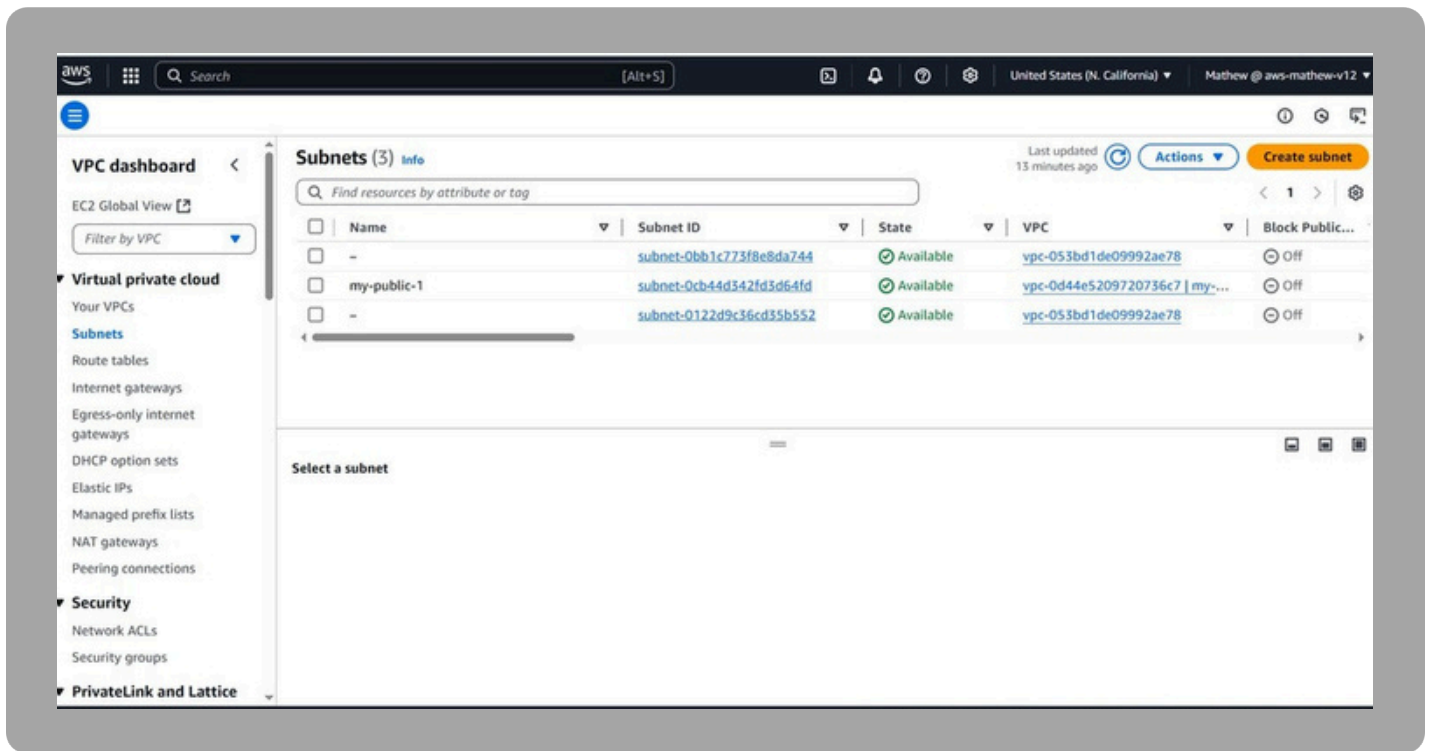 aws Search [Alt+S] United States (N. California) Mathew @ aws-mathew-v12
VPC dashboard
EC2 Global View
Filter by VPC
Virtual private cloud
Your VPCs
Subnets
Route tables
Internet gateways
Egress-only internet
gateways
DHCP option sets
Elastic IPs
Managed prefix lists
NAT gateways
Peering connections
Security
Network ACLs
Security groups
PrivateLink and Lattice
Subnets (3) Info
Last updated
13 minutes ago
Actions
Create subnet
Find resources by attribute or tag
1
Name Subnet ID State VPC Block Public...
– subnet-0bb1c773f8e8da744 Available vpc-053bd1de09992ae78 Off
my-public-1 subnet-0cb44d342fd3d64fd Available vpc-0d44e5209720736c7 | my-... Off
– subnet-0122d9c36cd35b552 Available vpc-053bd1de09992ae78 Off
Select a subnet